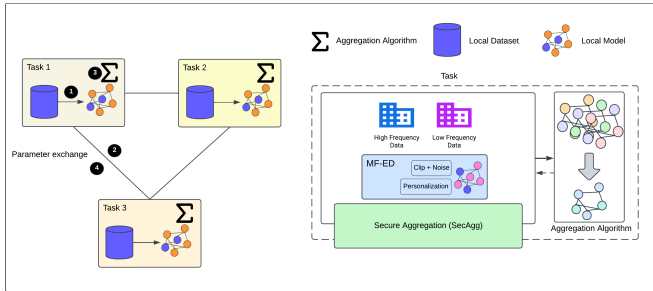 Task 1
3
Σ
1
Task 2
Σ
Parameter exchange
2
4
Task 3
Σ
Σ Aggregation Algorithm
Local Dataset
Local Model
Task
High Frequency
Data
Low Frequency
Data
MF-ED
Clip + Noise
Personalization
Secure Aggregation (SecAgg)
Aggregation Algorithm